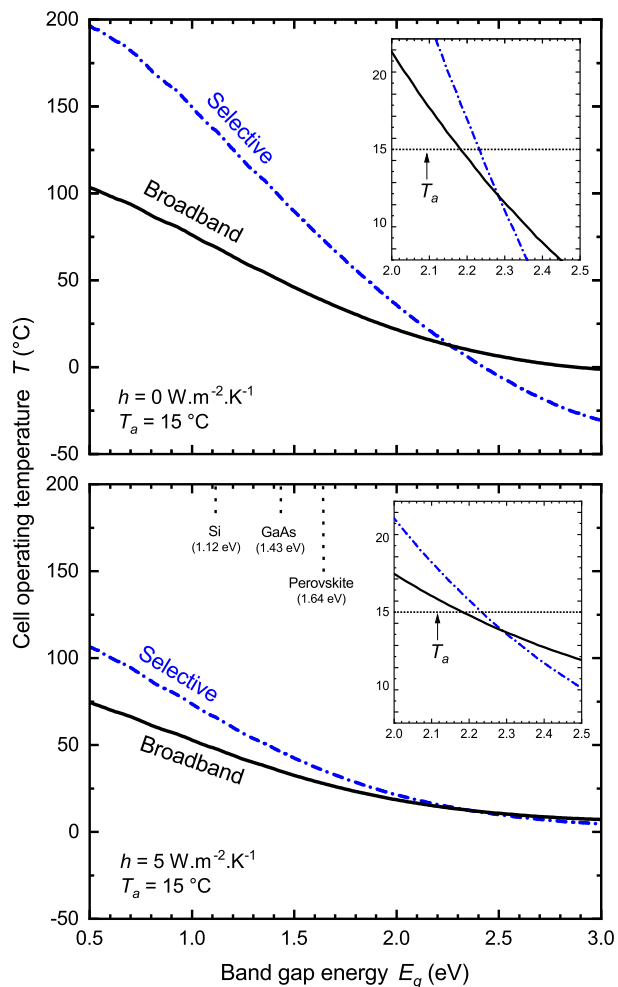 200
150
100
50
0
-50
Selective
Broadband
h = 0 W.m-2.K-1
Ta = 15 °C
20
15
10
Ta
2.0 2.1 2.2 2.3 2.4 2.5
Cell operating temperature T (°C)
200
150
100
50
0
-50
Si
(1.12 eV)
GaAs
(1.43 eV)
Perovskite
(1.64 eV)
Selective
Broadband
h = 5 W.m-2.K-1
Ta = 15 °C
20
15
10
Ta
2.0 2.1 2.2 2.3 2.4 2.5
0.5 1.0 1.5 2.0 2.5 3.0
Band gap energy Eg (eV)